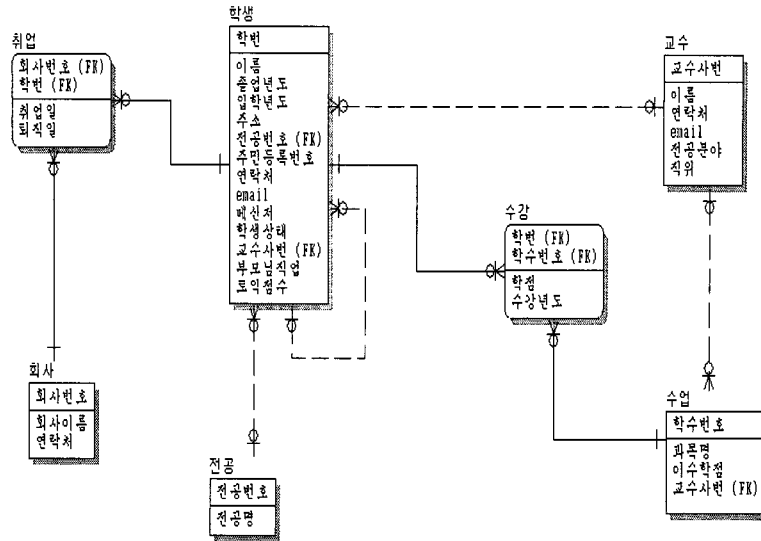 학생
학번
이름
졸업년도
입학년도
주소
전공번호 (FK)
주민등록번호
연락처
email
메신저
학생상태
교수사번 (FK)
부모님직업
토익점수
취업
회사번호 (FK)
학번 (FK)
취업일
퇴직일
교수
교수사번
이름
연락처
email
전공분야
직위
수강
학번 (FK)
학수번호 (FK)
학점
수강년도
회사
회사번호
회사이름
연락처
전공
전공번호
전공명
수업
학수번호
과목명
이수학점
교수사번 (FK)